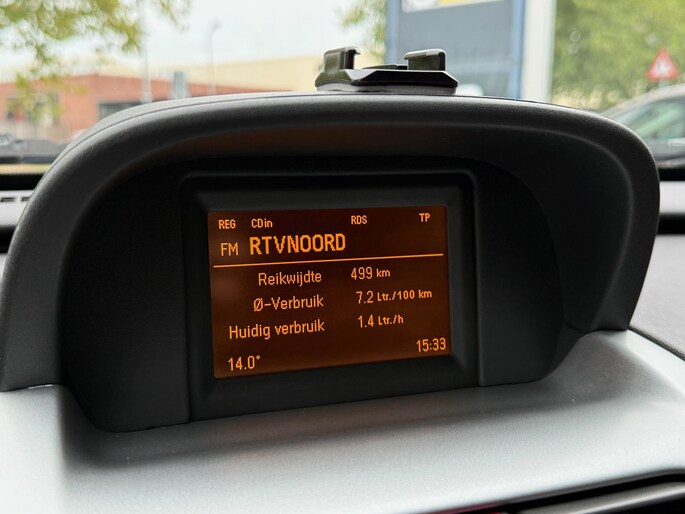 REG CDin RDS TP
FM RTVNOORD
Reikwijdte 499 km
Ø-Verbruik 7.2 Ltr./100 km
Huidig verbruik 1.4 Ltr./h
14.0° 15:33